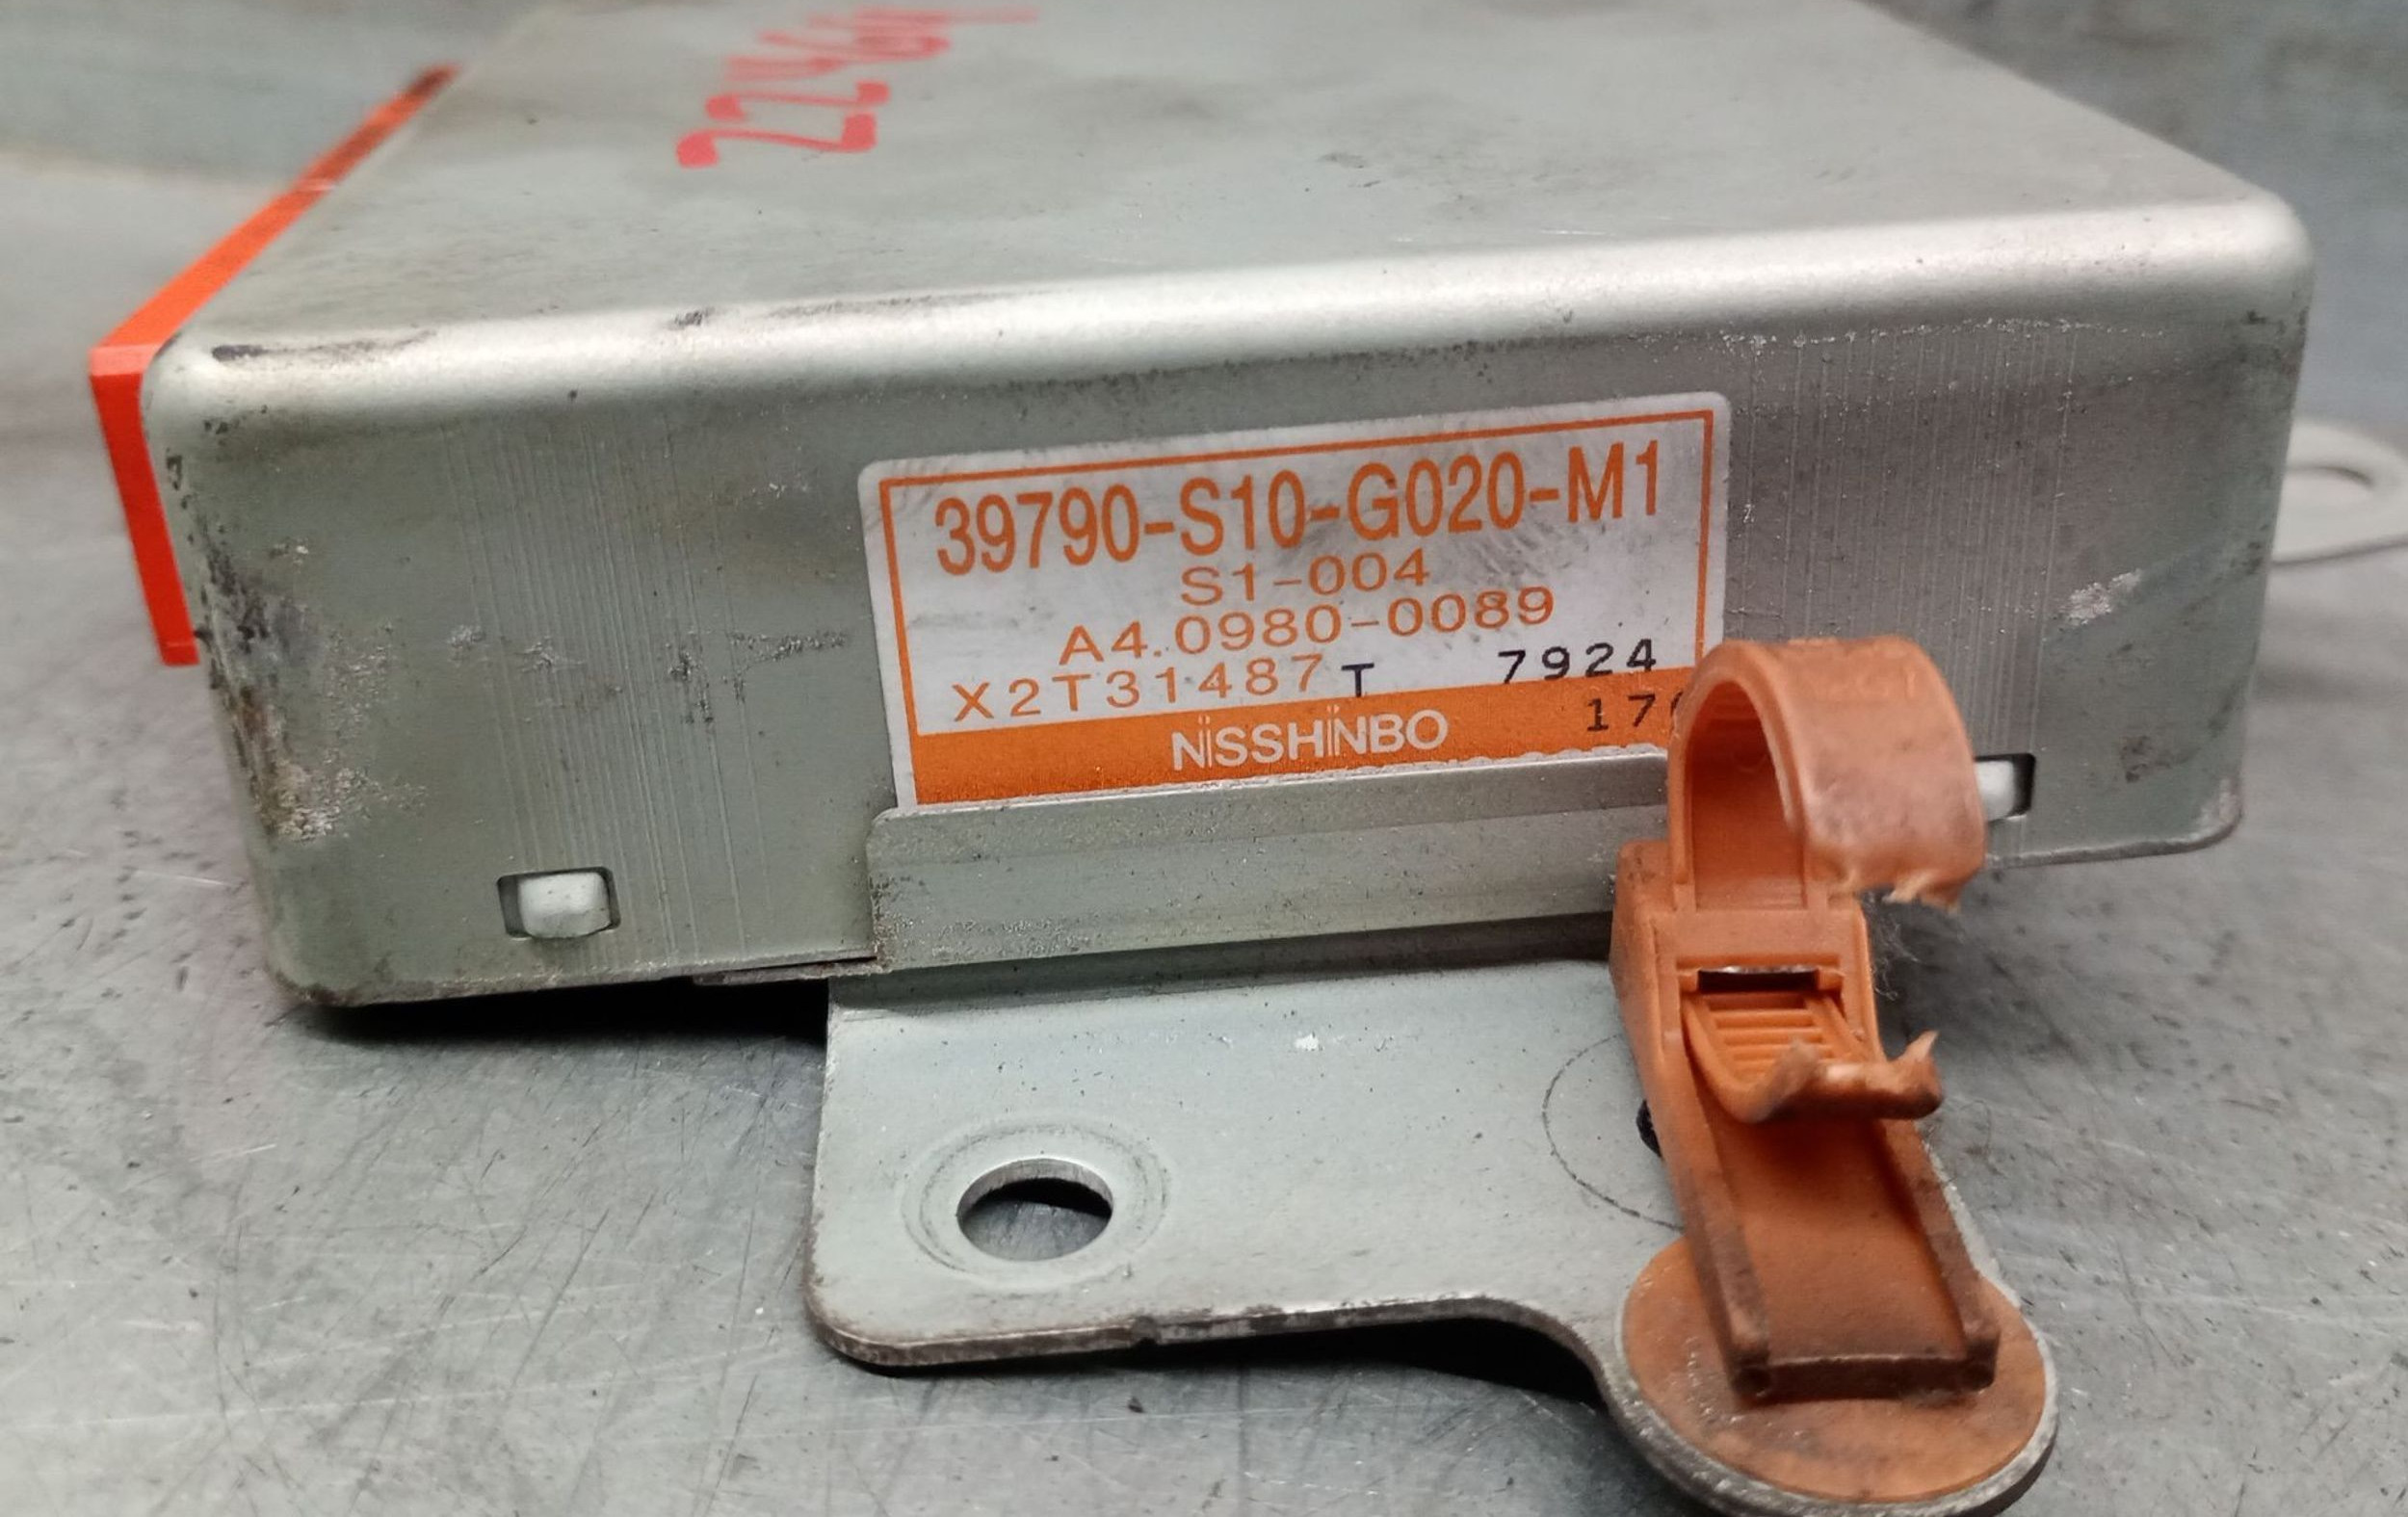 39790-S10-G020-M1
S1-004
A4.0980-0089
X2T31487 T 7924
NiSSHiNBO